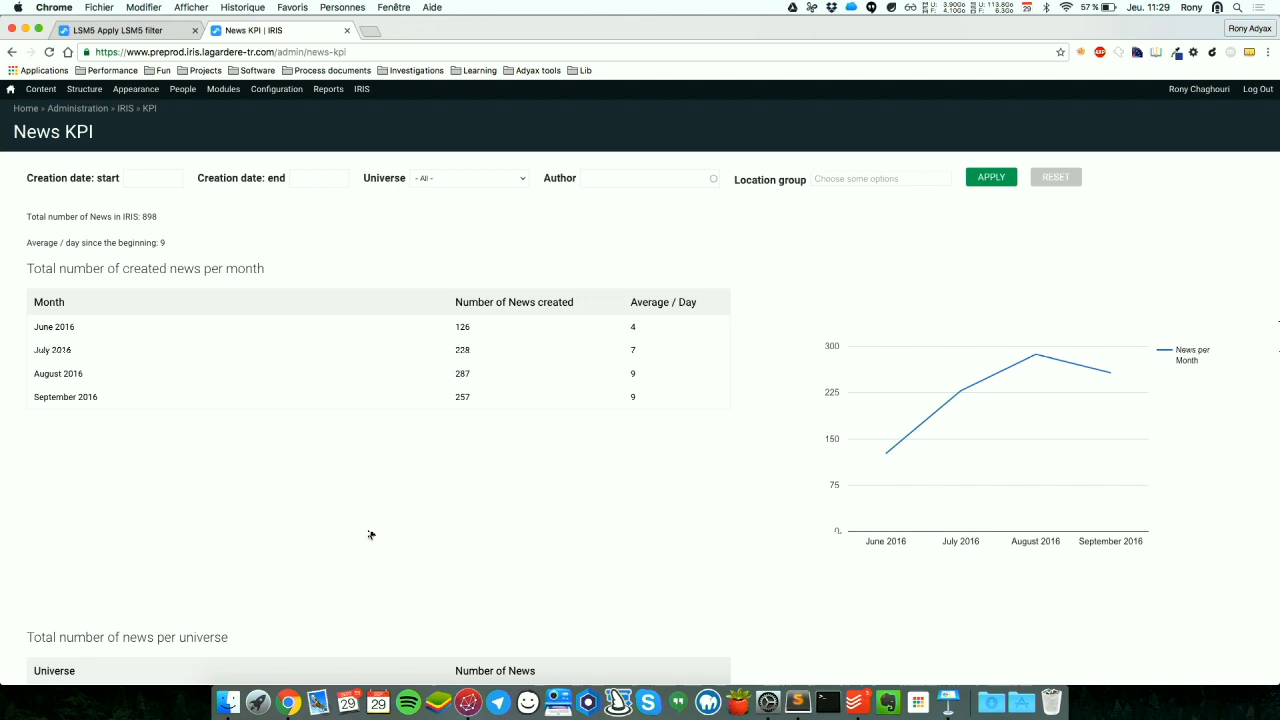 Chrome Fichier Modifier Afficher Historique Favoris Personnes Fenêtre Aide
57 % Jeu. 11:29 Rony
LSM5 Apply LSM5 filter
News KPI | IRIS
Rony Adyax
https://www.preprod.iris.lagardere-tr.com/admin/news-kpi
Applications Performance Fun Projects Software Process documents Investigations Learning Adyax tools Lib
Content Structure Appearance People Modules Configuration Reports IRIS
Rony Chaghouri Log Out
Home » Administration » IRIS » KPI
News KPI
Creation date: start Creation date: end Universe - All - Author Location group Choose some options APPLY RESET
Total number of News in IRIS: 898
Average / day since the beginning: 9
Total number of created news per month
Month Number of News created Average / Day
June 2016 126 4
July 2016 228 7
August 2016 287 9
September 2016 257 9
300
225
150
75
0
June 2016 July 2016 August 2016 September 2016
News per
Month
Total number of news per universe
Universe Number of News